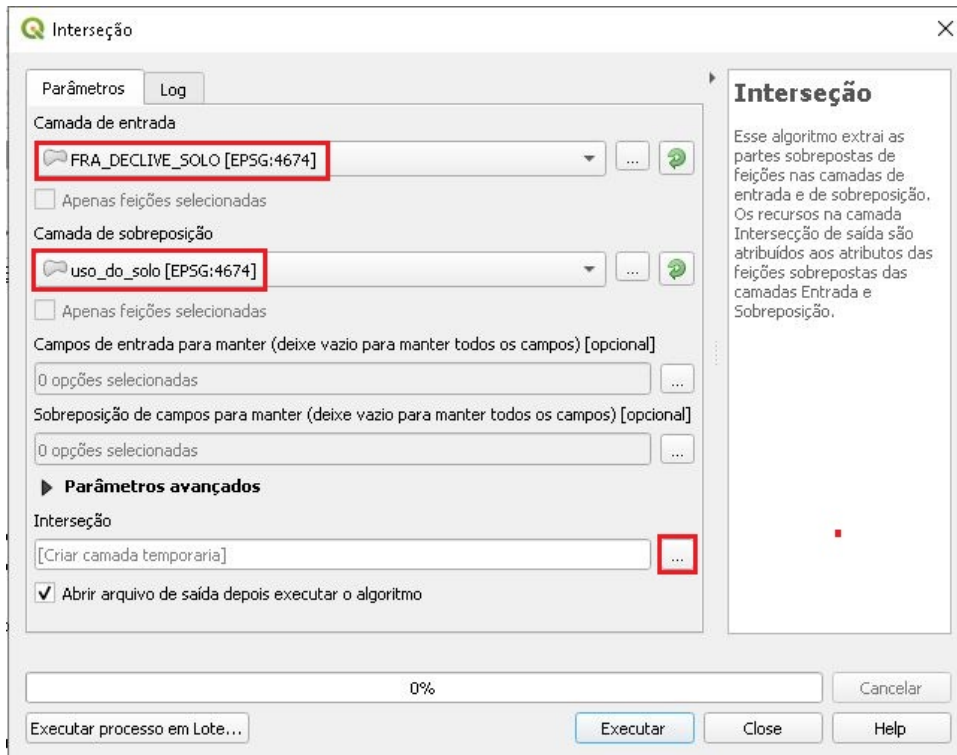 Interseção
Parâmetros
Log
Camada de entrada
FRA_DECLIVE_SOLO [EPSG:4674]
...
Apenas feições selecionadas
Camada de sobreposição
uso_do_solo [EPSG:4674]
...
Apenas feições selecionadas
Campos de entrada para manter (deixe vazio para manter todos os campos) [opcional]
0 opções selecionadas
...
Sobreposição de campos para manter (deixe vazio para manter todos os campos) [opcional]
0 opções selecionadas
...
Parâmetros avançados
Interseção
[Criar camada temporaria]
...
Abrir arquivo de saída depois executar o algoritmo
Interseção
Esse algoritmo extrai as
partes sobrepostas de
feições nas camadas de
entrada e de sobreposição.
Os recursos na camada
Intersecção de saída são
atribuídos aos atributos das
feições sobrepostas das
camadas Entrada e
Sobreposição.
0%
Cancelar
Executar processo em Lote...
Executar
Close
Help